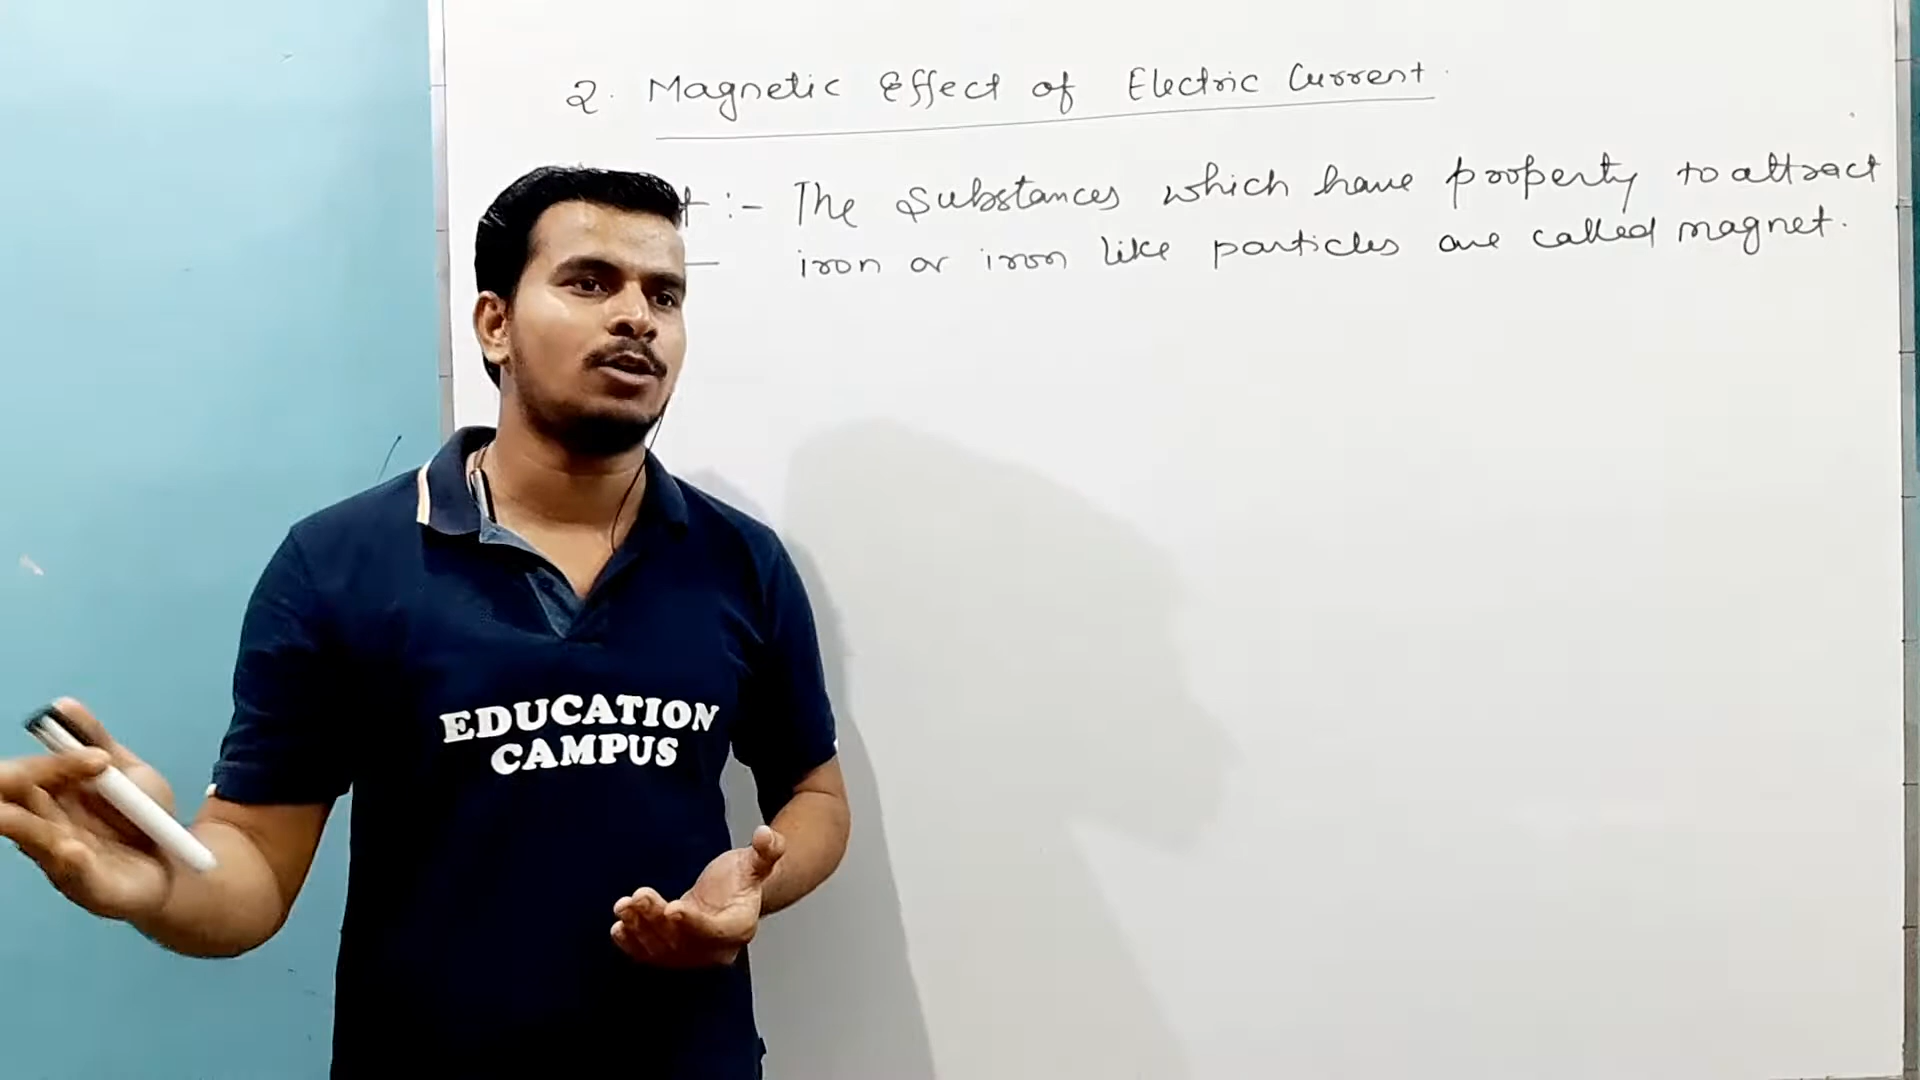 2. Magnetic Effect of Electric Current
:- The Substances which have property to attract
iron or iron like particles are called magnet.
EDUCATION
CAMPUS